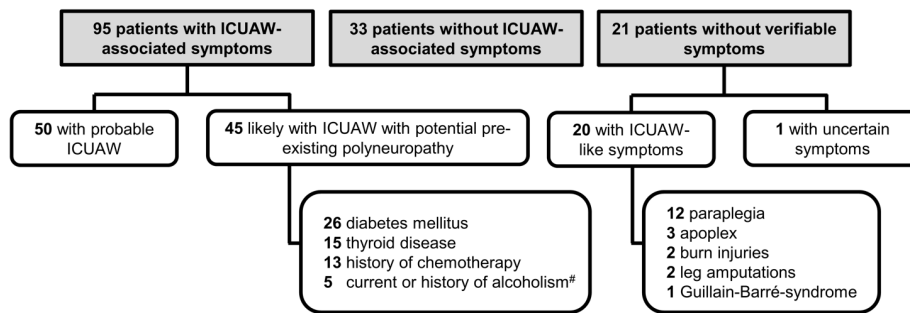 95 patients with ICUAW-
associated symptoms
33 patients without ICUAW-
associated symptoms
21 patients without verifiable
symptoms
50 with probable
ICUAW
45 likely with ICUAW with potential pre-
existing polyneuropathy
20 with ICUAW-
like symptoms
1 with uncertain
symptoms
26 diabetes mellitus
15 thyroid disease
13 history of chemotherapy
5 current or history of alcoholism#
12 paraplegia
3 apoplex
2 burn injuries
2 leg amputations
1 Guillain-Barré-syndrome